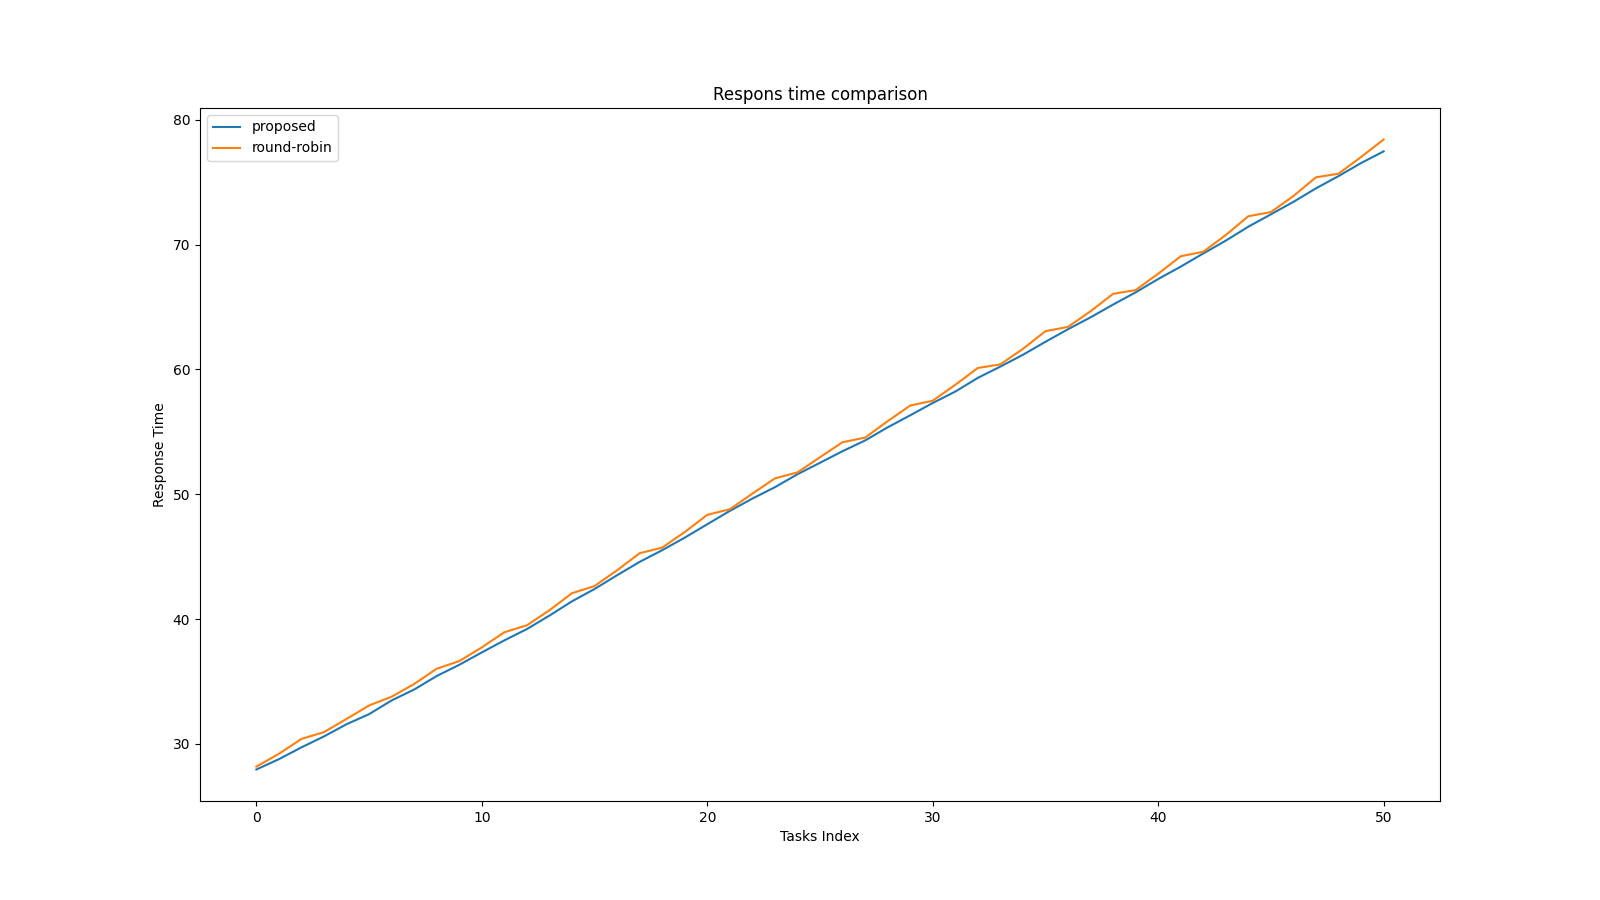 Respons time comparison
proposed
round-robin
80
70
60
50
40
30
Response Time
0 10 20 30 40 50
Tasks Index